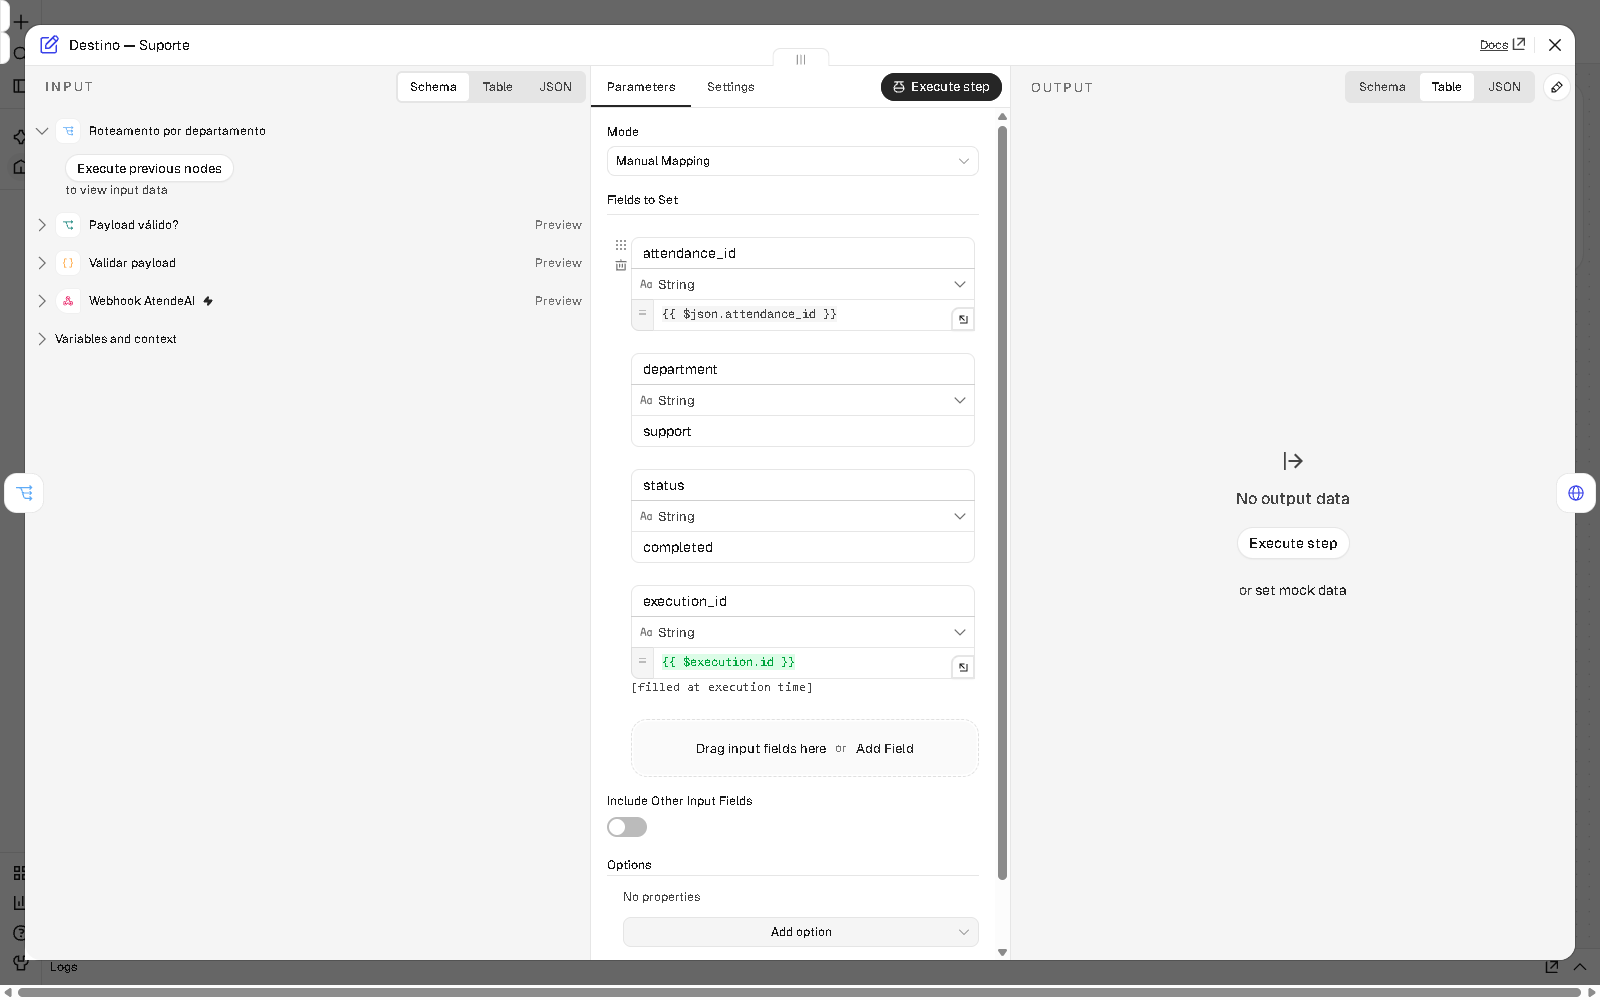 Destino — Suporte
Docs
INPUT
Schema
Table
JSON
Roteamento por departamento
Execute previous nodes
to view input data
Payload válido?
Preview
Validar payload
Preview
Webhook AtendeAI
Preview
Variables and context
Parameters
Settings
Execute step
Mode
Manual Mapping
Fields to Set
attendance_id
Aa String
= {{ $json.attendance_id }}
department
Aa String
support
status
Aa String
completed
execution_id
Aa String
= {{ $execution.id }}
[filled at execution time]
Drag input fields here or Add Field
Include Other Input Fields
Options
No properties
Add option
OUTPUT
Schema
Table
JSON
No output data
Execute step
or set mock data
Logs